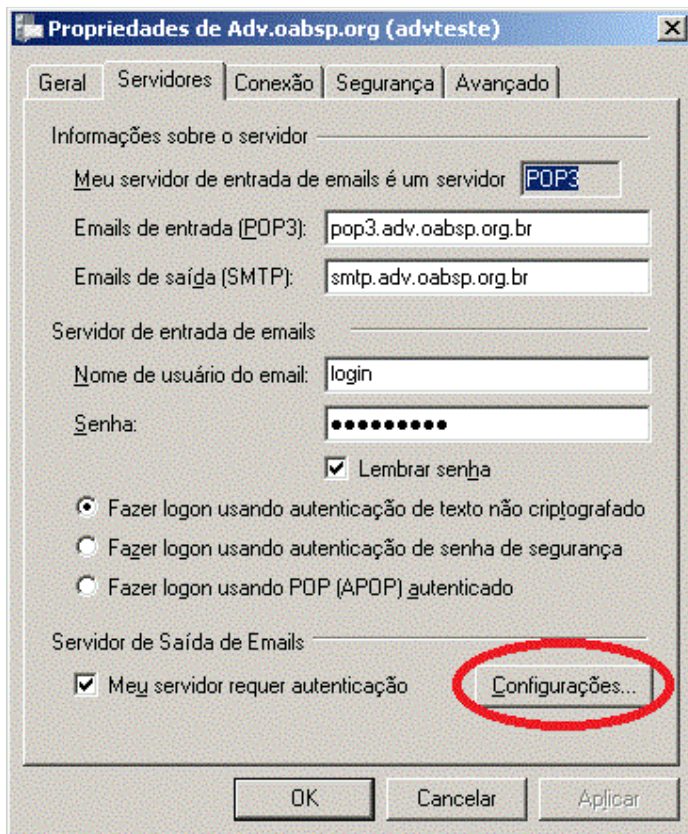 Propriedades de Adv.oabsp.org (advteste)
Geral Servidores Conexão Segurança Avançado
Informações sobre o servidor
Meu servidor de entrada de emails é um servidor POP3
Emails de entrada (POP3): pop3.adv.oabsp.org.br
Emails de saída (SMTP): smtp.adv.oabsp.org.br
Servidor de entrada de emails
Nome de usuário do email: login
Senha: ●●●●●●●●●
Lembrar senha
Fazer logon usando autenticação de texto não criptografado
Fazer logon usando autenticação de senha de segurança
Fazer logon usando POP (APOP) autenticado
Servidor de Saída de Emails
Meu servidor requer autenticação Configurações...
OK Cancelar Aplicar